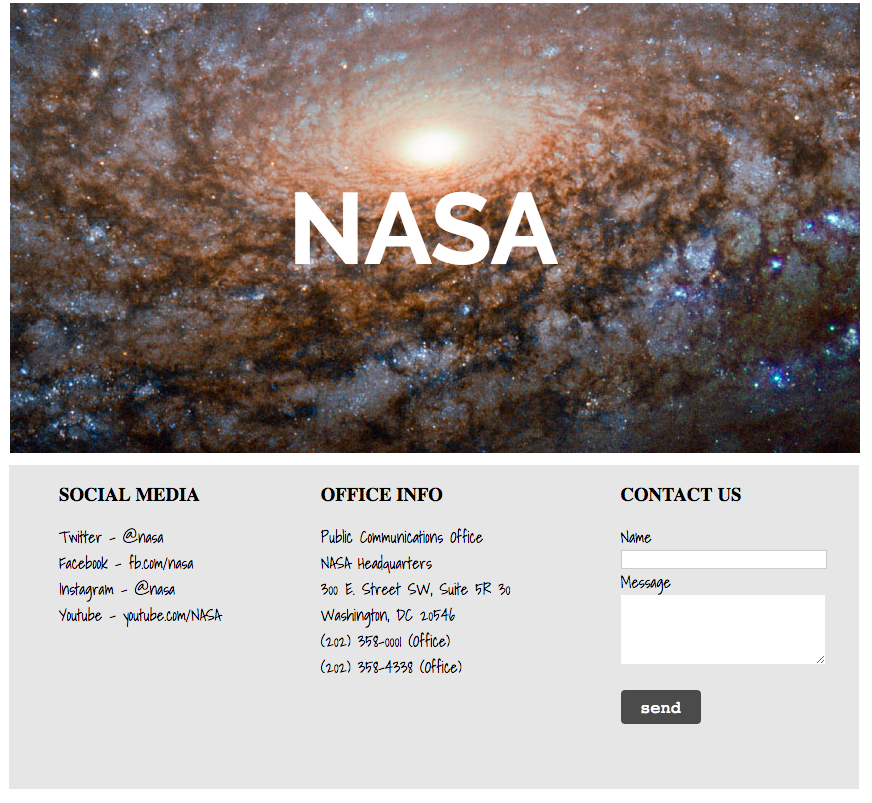 NASA
SOCIAL MEDIA
Twitter - @nasa
Facebook - fb.com/nasa
Instagram - @nasa
Youtube - youtube.com/NASA
OFFICE INFO
Public Communications Office
NASA Headquarters
300 E. Street SW, Suite 5R 30
Washington, DC 20546
(202) 358-0001 (Office)
(202) 358-4338 (Office)
CONTACT US
Name
Message
send